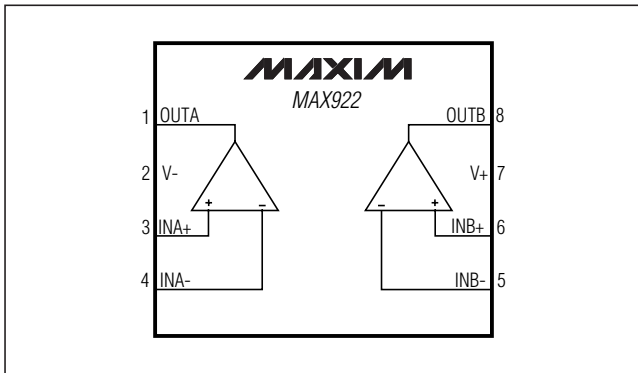 MAXIM
MAX922
1 OUTA OUTB 8
2 V- V+ 7
+ - - +
3 INA+ INB+ 6
4 INA- INB- 5